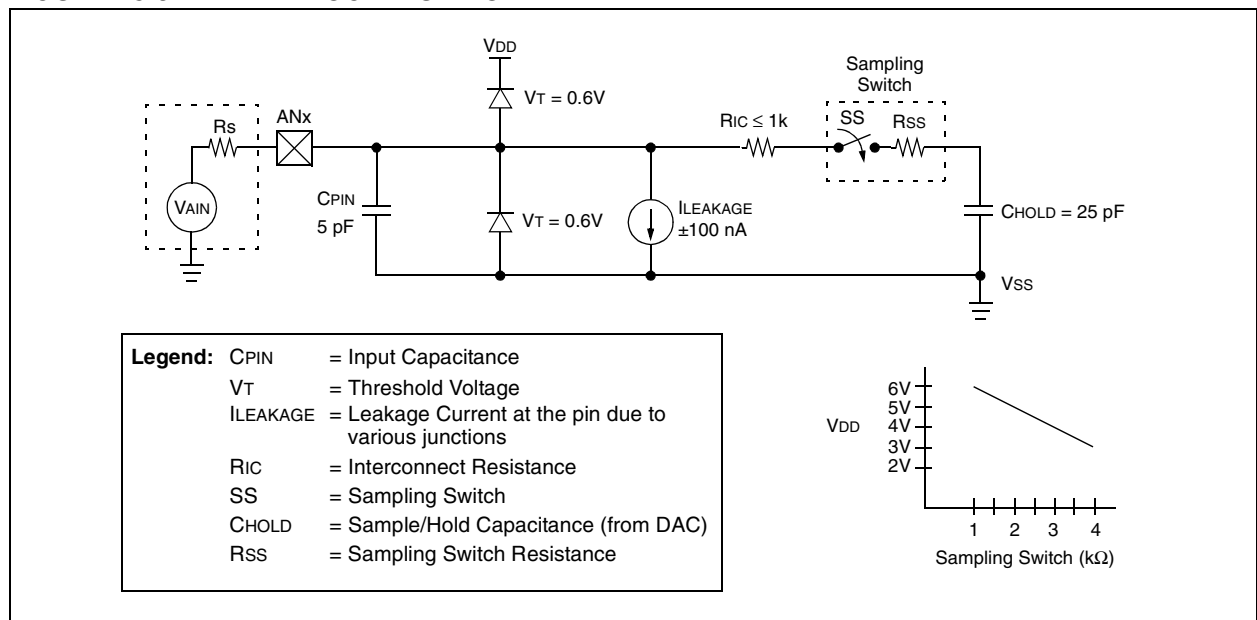 VDD
Sampling
Switch
VT = 0.6V
ANx
RIC ≤ 1k
SS
RSS
Rs
CPIN
5 pF
VAIN
VT = 0.6V
ILEAKAGE
±100 nA
CHOLD = 25 pF
VSS
Legend: CPIN = Input Capacitance
VT = Threshold Voltage
ILEAKAGE = Leakage Current at the pin due to
various junctions
RIC = Interconnect Resistance
SS = Sampling Switch
CHOLD = Sample/Hold Capacitance (from DAC)
RSS = Sampling Switch Resistance
6V
5V
VDD
4V
3V
2V
1 2 3 4
Sampling Switch (kΩ)